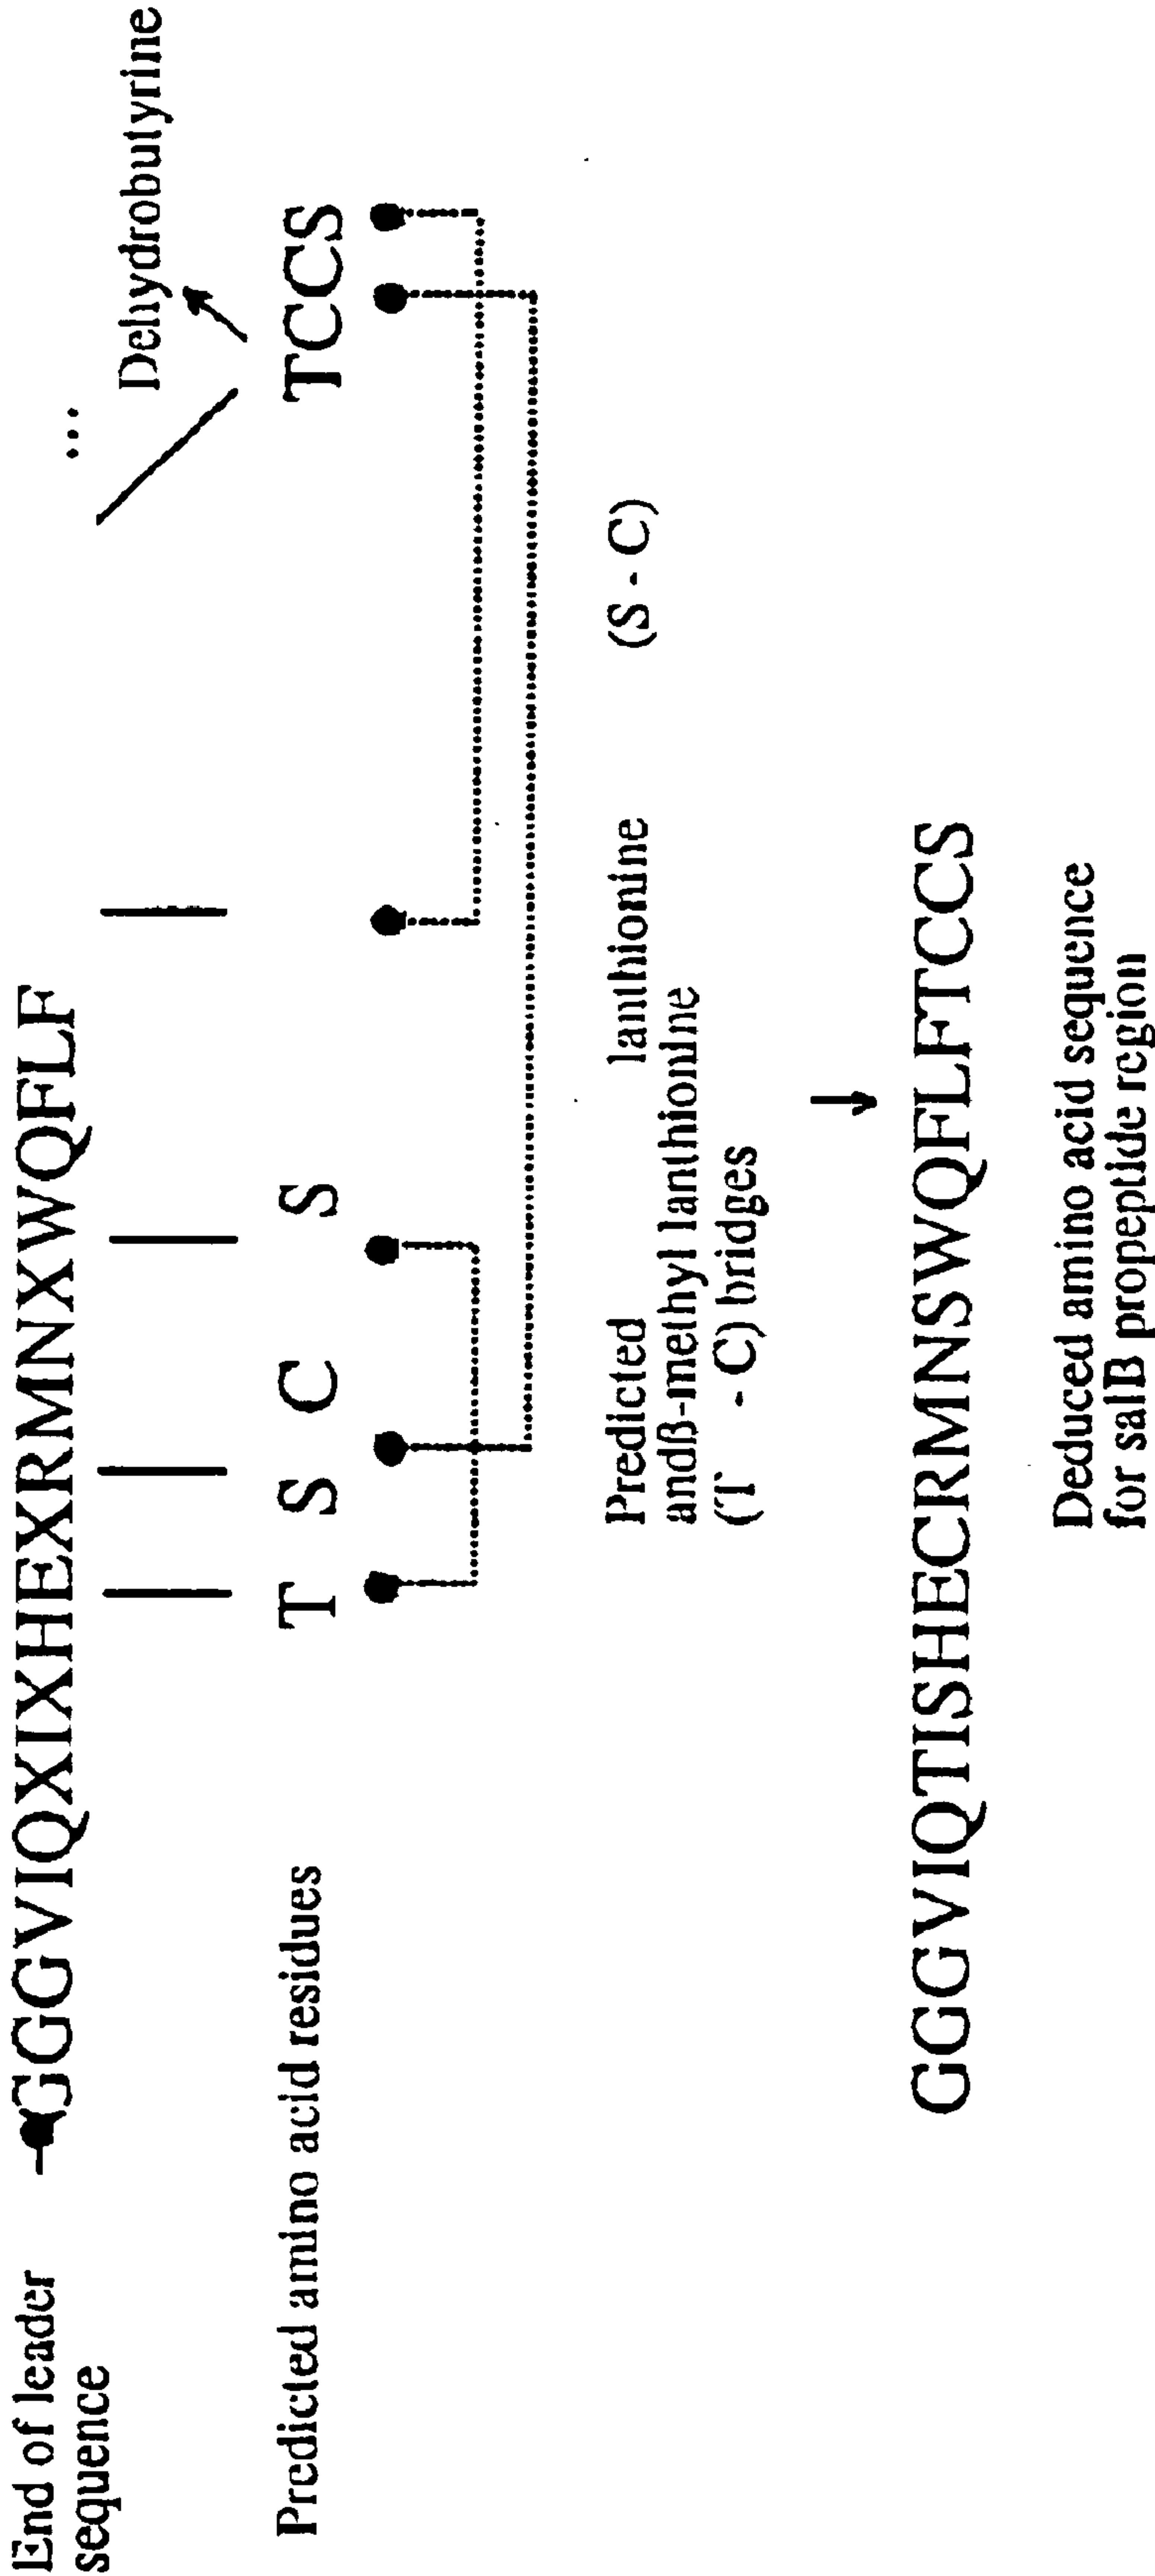 End of leader
sequence
GGGVIQXIXHEXRMNXWQFLF
...
Dehydrobutyrine
Predicted amino acid residues
T S C S TCCS
Predicted lanthionine (S - C)
andβ-methyl lanthionine
(T - C) bridges
GGGVIQTISHECRMNSWQFLFTCCS
Deduced amino acid sequence
for salB propeptide region